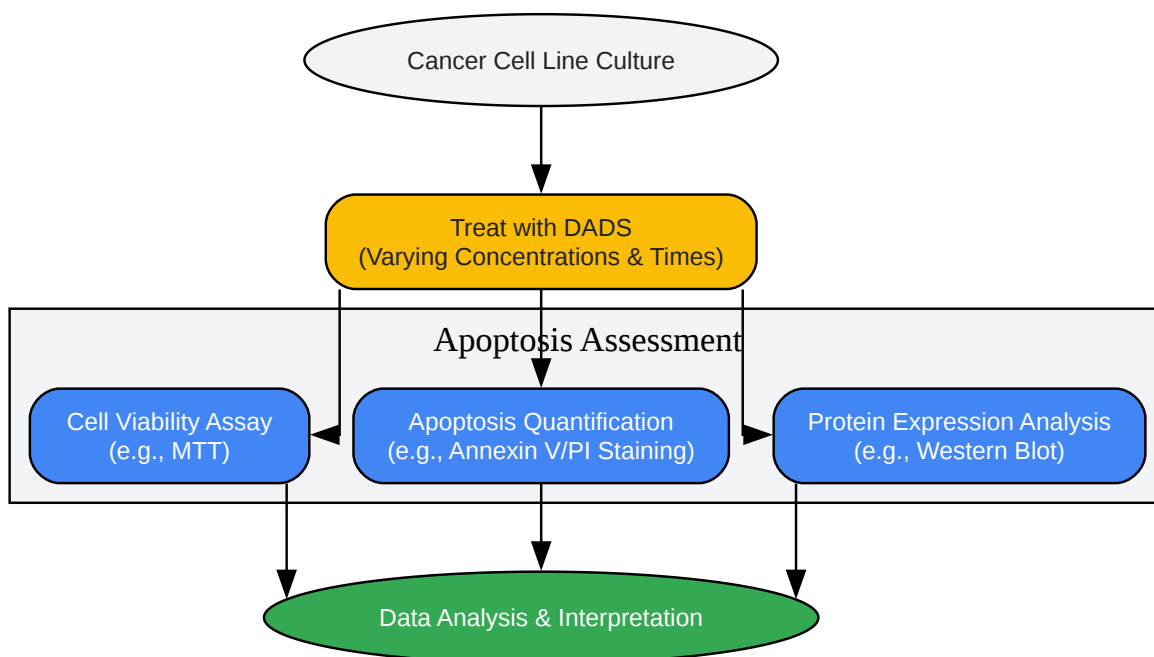 Cancer Cell Line Culture
Treat with DADS
(Varying Concentrations & Times)
Apoptosis Assessment
Cell Viability Assay
(e.g., MTT)
Apoptosis Quantification
(e.g., Annexin V/PI Staining)
Protein Expression Analysis
(e.g., Western Blot)
Data Analysis & Interpretation